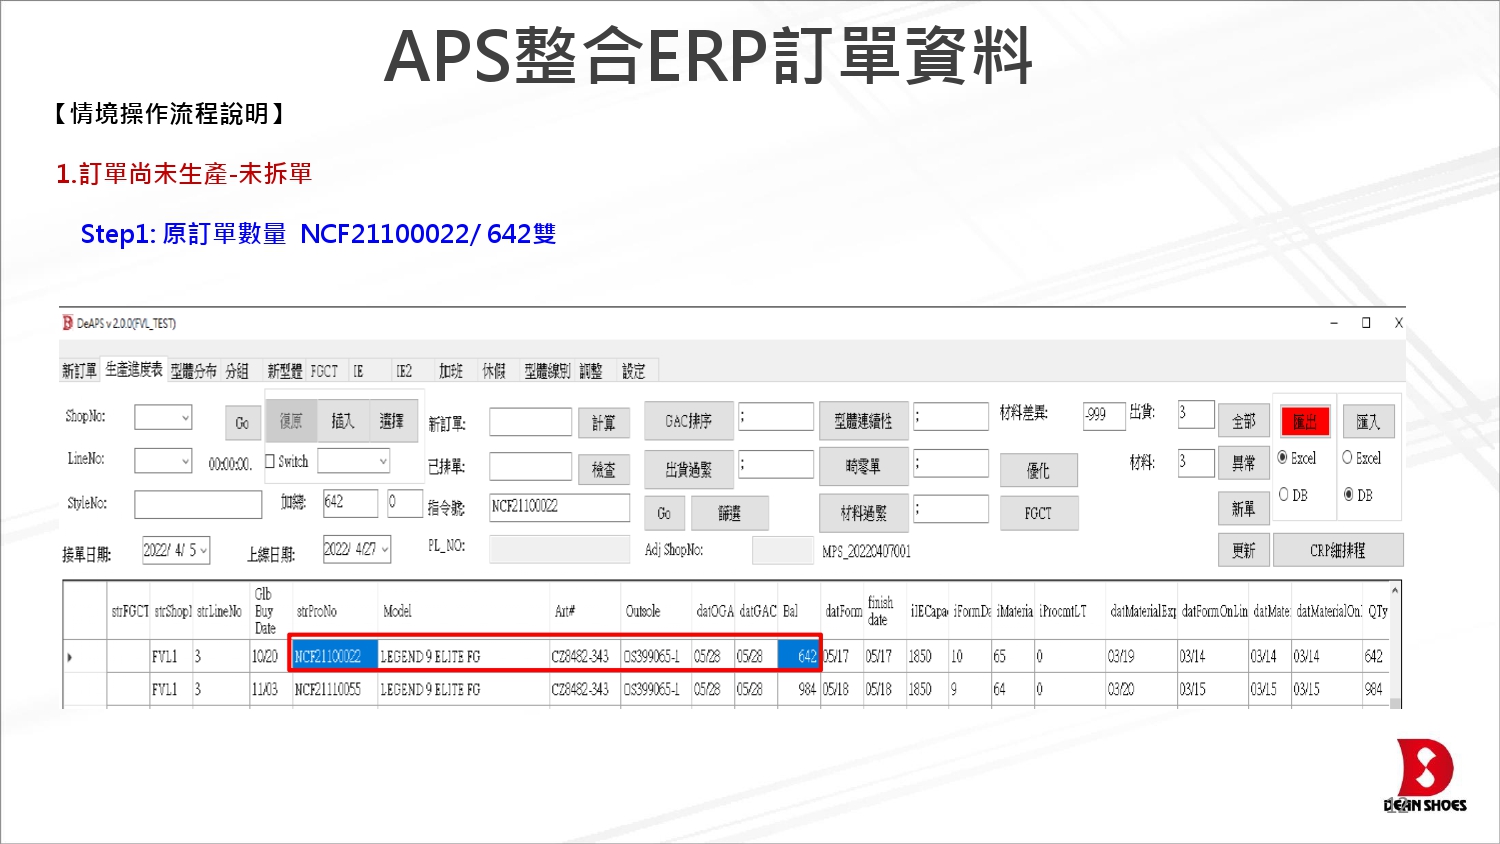 APS整合ERP訂單資料
【情境操作流程說明】
1.訂單尚未生產-未拆單
Step1: 原訂單數量 NCF21100022/ 642雙
DeAPS v 2.0.0(FVL_TEST)
新訂單 生產進度表 型體分布 分組 新型體 FGCT IE IE2 加班 休假 型體線別 調整 設定
ShopNo: Go 復原 插入 選擇 新訂單: 計算 GAC排序 ; 型體連續性 ; 材料差異: -999 出貨: 3 全部 匯出 匯入
LineNo: 00:00:00. Switch 已排單: 檢查 出貨過緊 ; 畸零單 ; 優化 材料: 3 異常 Excel Excel
StyleNo: 加總: 642 0 指令號: NCF21100022 Go 篩選 材料過緊 ; FGCT 新單 DB DB
接單日期: 2022/ 4/ 5 上線日期: 2022/ 4/27 PL_NO: Adj ShopNo: MPS_20220407001 更新 CRP細排程
strFGCT strShopI strLineNo Glb Buy Date strProNo Model Art# Outsole datOGA datGAC Bal datForm finish date iIECapa iFormDa iMateria iProcmtLT datMaterialExp datFormOnLin datMate datMaterialOn QTy
FVL1 3 10/20 NCF21100022 LEGEND 9 ELITE FG CZ8482-343 OS399065-1 05/28 05/28 642 05/17 05/17 1850 10 65 0 03/19 03/14 03/14 03/14 642
FVL1 3 11/03 NCF21110055 LEGEND 9 ELITE FG CZ8482-343 OS399065-1 05/28 05/28 984 05/18 05/18 1850 9 64 0 03/20 03/15 03/15 03/15 984
DEAN SHOES